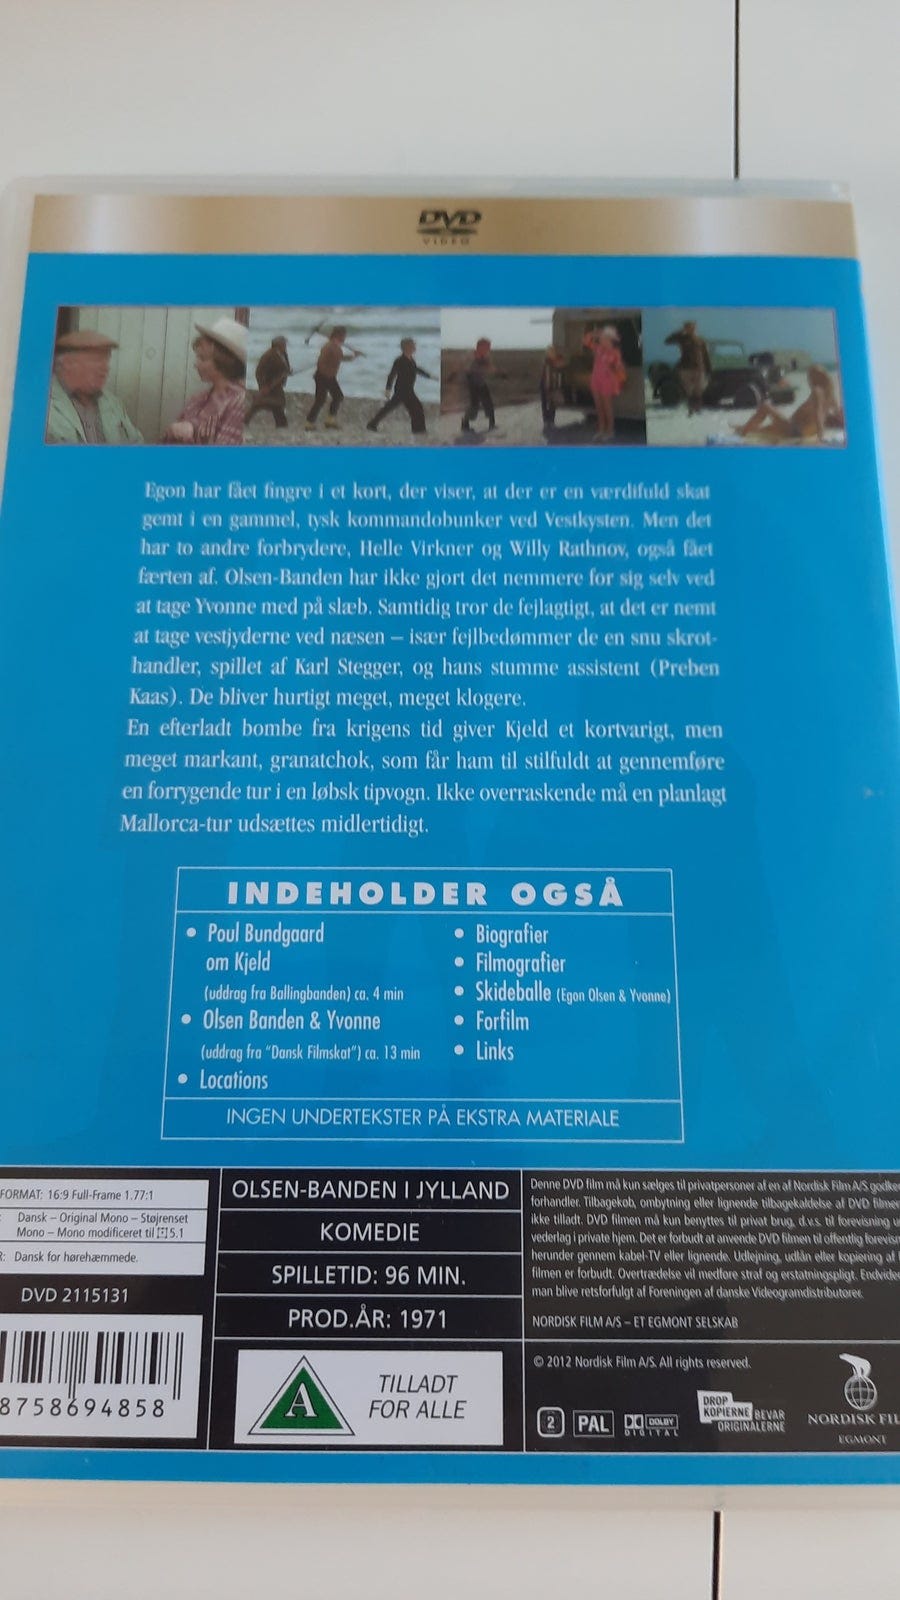 DVD
VIDEO
Egon har fået fingre i et kort, der viser, at der er en værdifuld skat
gemt i en gammel, tysk kommandobunker ved Vestkysten. Men det
har to andre forbrydere, Helle Virkner og Willy Rathnov, også fået
færten af. Olsen-Banden har ikke gjort det nemmere for sig selv ved
at tage Yvonne med på slæb. Samtidig tror de fejlagtigt, at det er nemt
at tage vestjyderne ved næsen – især fejlbedømmer de en snu skrot-
handler, spillet af Karl Stegger, og hans stumme assistent (Preben
Kaas). De bliver hurtigt meget, meget klogere.
En efterladt bombe fra krigens tid giver Kjeld et kortvarigt, men
meget markant, granatchok, som får ham til stilfuldt at gennemføre
en forrygende tur i en løbsk tipvogn. Ikke overraskende må en planlagt
Mallorca-tur udsættes midlertidigt.
INDEHOLDER OGSÅ
• Poul Bundgaard
om Kjeld
(uddrag fra Ballingbanden) ca. 4 min
• Olsen Banden & Yvonne
(uddrag fra "Dansk Filmskat") ca. 13 min
• Locations
• Biografier
• Filmografier
• Skideballe (Egon Olsen & Yvonne)
• Forfilm
• Links
INGEN UNDERTEKSTER PÅ EKSTRA MATERIALE
FORMAT: 16:9 Full-Frame 1.77:1
Dansk – Original Mono – Støjrenset
Mono – Mono modificeret til 5.1
R: Dansk for hørehæmmede.
DVD 2115131
8758694858
OLSEN-BANDEN I JYLLAND
KOMEDIE
SPILLETID: 96 MIN.
PROD.ÅR: 1971
A
TILLADT
FOR ALLE
Denne DVD film må kun sælges til privatpersoner af en af Nordisk Film A/S godken
forhandler. Tilbagekøb, ombytning eller lignende tilbagekaldelse af DVD filmen
ikke tilladt. DVD filmen må kun benyttes til privat brug, d.v.s. til forevisning u
vederlag i private hjem. Det er forbudt at anvende DVD filmen til offentlig forevisn
herunder gennem kabel-TV eller lignende. Udlejning, udlån eller kopiering af
filmen er forbudt. Overtrædelse vil medføre straf og erstatningspligt. Endvide
man blive retsforfulgt af Foreningen af danske Videogramdistributører.
NORDISK FILM A/S – ET EGMONT SELSKAB
© 2012 Nordisk Film A/S. All rights reserved.
2
PAL
DOLBY
DIGITAL
DROP
KOPIERNE BEVAR
ORIGINALERNE
NORDISK FIL
EGMONT